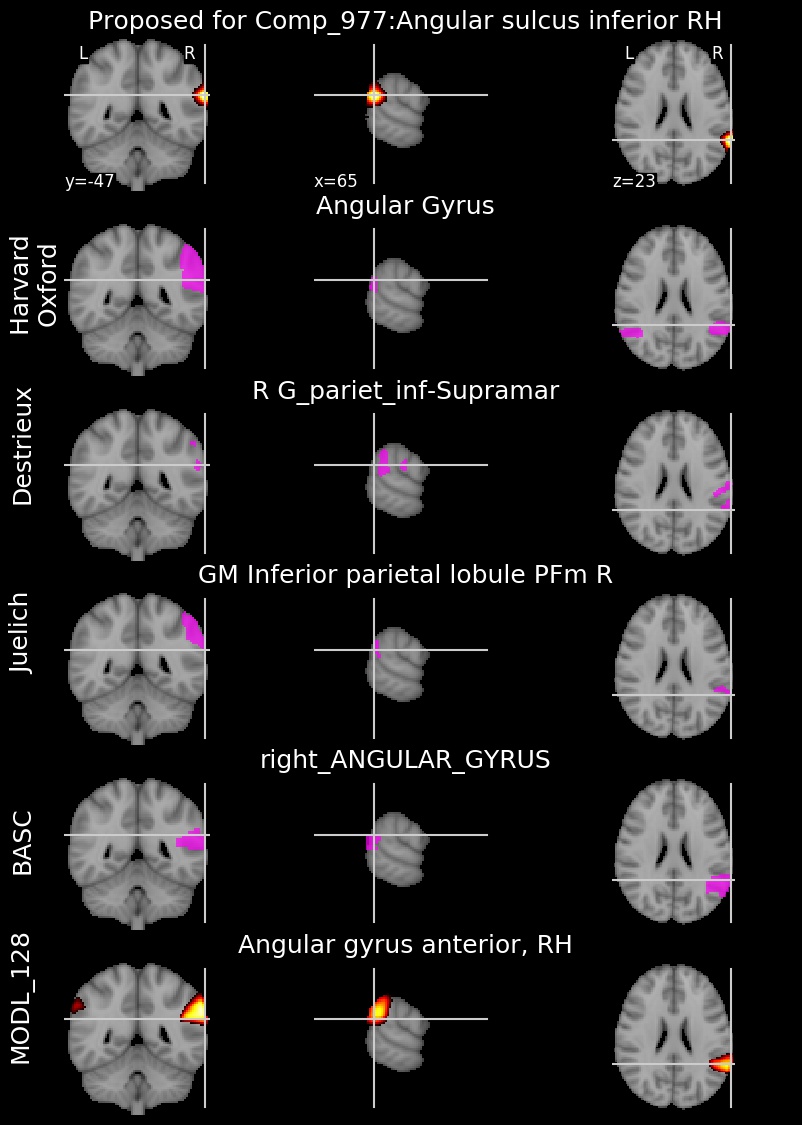 Proposed for Comp_977:Angular sulcus inferior RH
L R L R
y=-47 x=65 z=23
Angular Gyrus
Harvard
Oxford
R G_pariet_inf-Supramar
Destrieux
GM Inferior parietal lobule PFm R
Juelich
right_ANGULAR_GYRUS
BASC
Angular gyrus anterior, RH
MODL_128